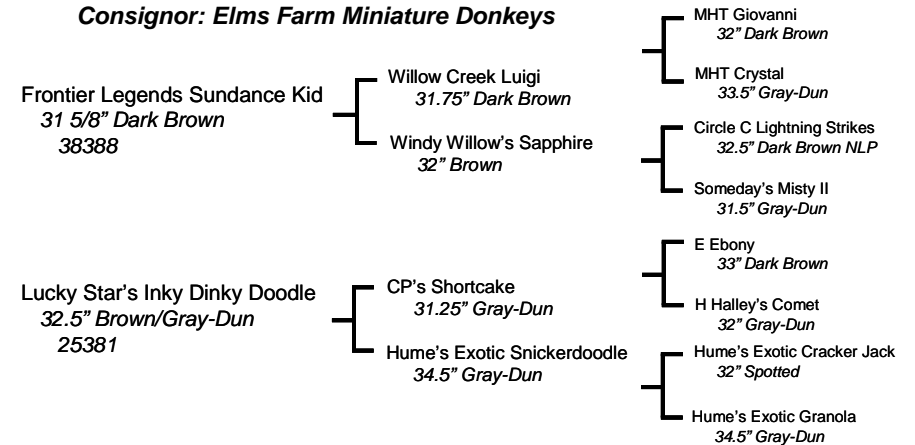 Consignor: Elms Farm Miniature Donkeys
Frontier Legends Sundance Kid
31 5/8” Dark Brown
38388
Willow Creek Luigi
31.75” Dark Brown
Windy Willow’s Sapphire
32” Brown
MHT Giovanni
32” Dark Brown
MHT Crystal
33.5” Gray-Dun
Circle C Lightning Strikes
32.5” Dark Brown NLP
Someday’s Misty II
31.5” Gray-Dun
Lucky Star’s Inky Dinky Doodle
32.5” Brown/Gray-Dun
25381
CP’s Shortcake
31.25” Gray-Dun
Hume’s Exotic Snickerdoodle
34.5” Gray-Dun
E Ebony
33” Dark Brown
H Halley’s Comet
32” Gray-Dun
Hume’s Exotic Cracker Jack
32” Spotted
Hume’s Exotic Granola
34.5” Gray-Dun